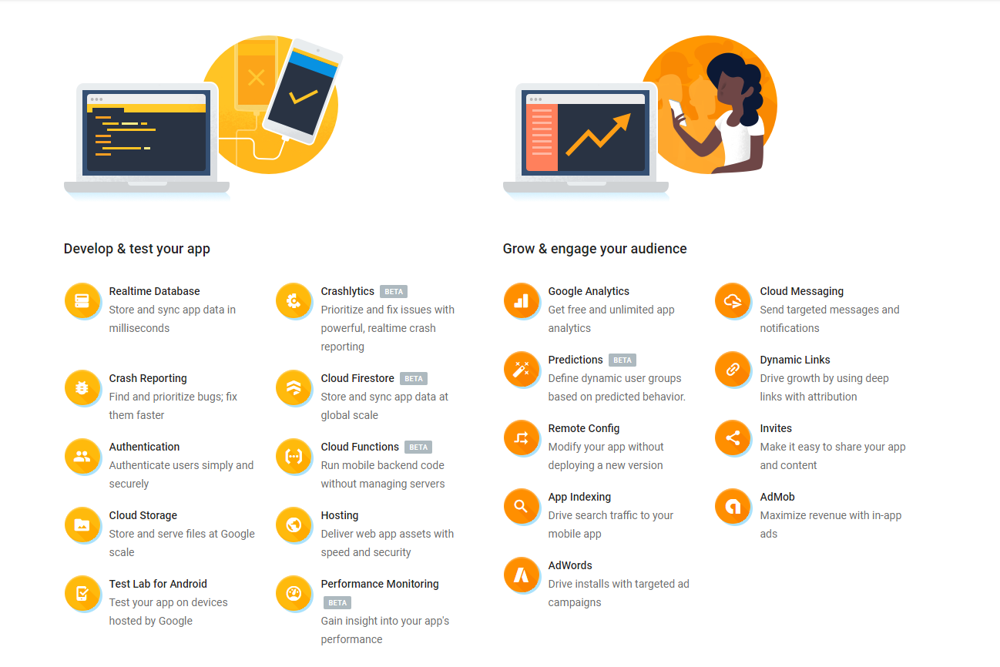 Develop & test your app
Realtime Database
Store and sync app data in
milliseconds
Crashlytics BETA
Prioritize and fix issues with
powerful, realtime crash
reporting
Crash Reporting
Find and prioritize bugs; fix
them faster
Cloud Firestore BETA
Store and sync app data at
global scale
Authentication
Authenticate users simply and
securely
Cloud Functions BETA
Run mobile backend code
without managing servers
Cloud Storage
Store and serve files at Google
scale
Hosting
Deliver web app assets with
speed and security
Test Lab for Android
Test your app on devices
hosted by Google
Performance Monitoring
BETA
Gain insight into your app's
performance
Grow & engage your audience
Google Analytics
Get free and unlimited app
analytics
Cloud Messaging
Send targeted messages and
notifications
Predictions BETA
Define dynamic user groups
based on predicted behavior.
Dynamic Links
Drive growth by using deep
links with attribution
Remote Config
Modify your app without
deploying a new version
Invites
Make it easy to share your app
and content
App Indexing
Drive search traffic to your
mobile app
AdMob
Maximize revenue with in-app
ads
AdWords
Drive installs with targeted ad
campaigns